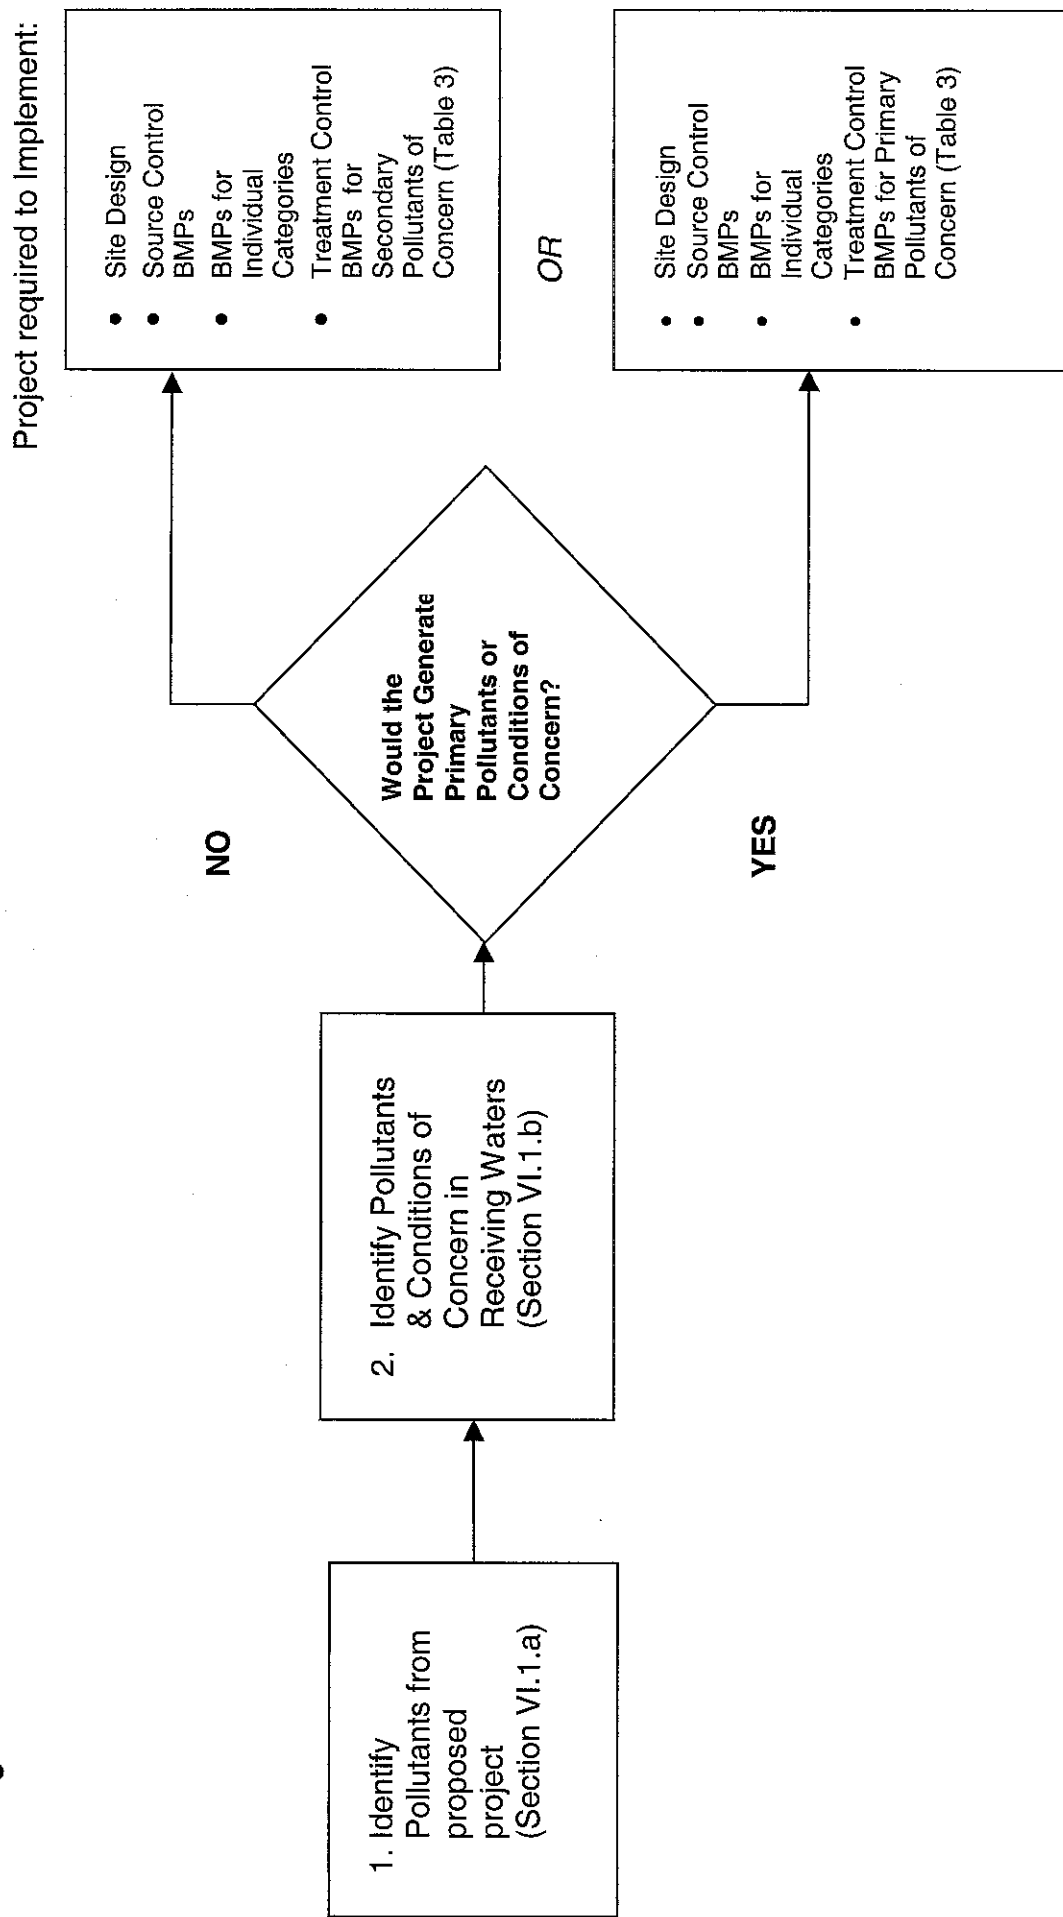 1. Identify
Pollutants from
proposed
project
(Section VI.1.a)
2. Identify Pollutants
& Conditions of
Concern in
Receiving Waters
(Section VI.1.b)
Would the
Project Generate
Primary
Pollutants or
Conditions of
Concern?
NO
YES
Project required to Implement:
• Site Design
• Source Control
BMPs
• BMPs for
Individual
Categories
• Treatment Control
BMPs for
Secondary
Pollutants of
Concern (Table 3)
OR
• Site Design
• Source Control
BMPs
• BMPs for
Individual
Categories
• Treatment Control
BMPs for Primary
Pollutants of
Concern (Table 3)